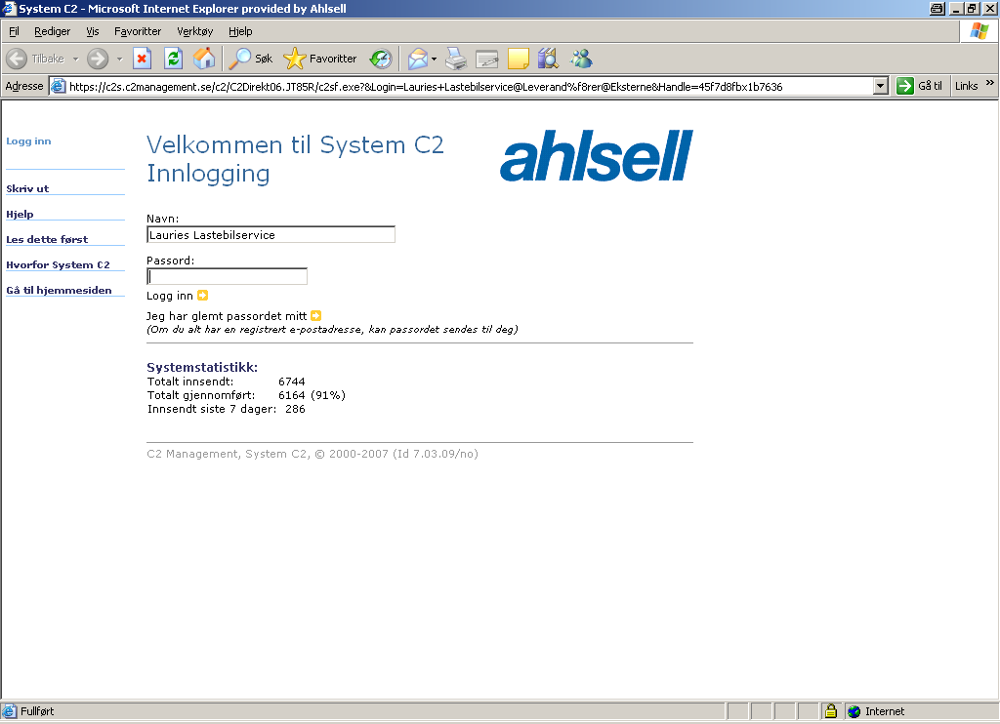 System C2 - Microsoft Internet Explorer provided by Ahlsell
Fil Rediger Vis Favoritter Verktøy Hjelp
Tilbake Søk Favoritter
Adresse https://c2s.c2management.se/c2/C2Direkt06.JT85R/c2sf.exe?&Login=Lauries+Lastebilservice@Leverand%f8rer@Eksterne&Handle=45f7d8fbx1b7636 Gå til Links »
Logg inn
Skriv ut
Hjelp
Les dette først
Hvorfor System C2
Gå til hjemmesiden
Velkommen til System C2
Innlogging
ahlsell
Navn:
Lauries Lastebilservice
Passord:
Logg inn
Jeg har glemt passordet mitt
(Om du alt har en registrert e-postadresse, kan passordet sendes til deg)
Systemstatistikk:
Totalt innsendt: 6744
Totalt gjennomført: 6164 (91%)
Innsendt siste 7 dager: 286
C2 Management, System C2, © 2000-2007 (Id 7.03.09/no)
Fullført Internet